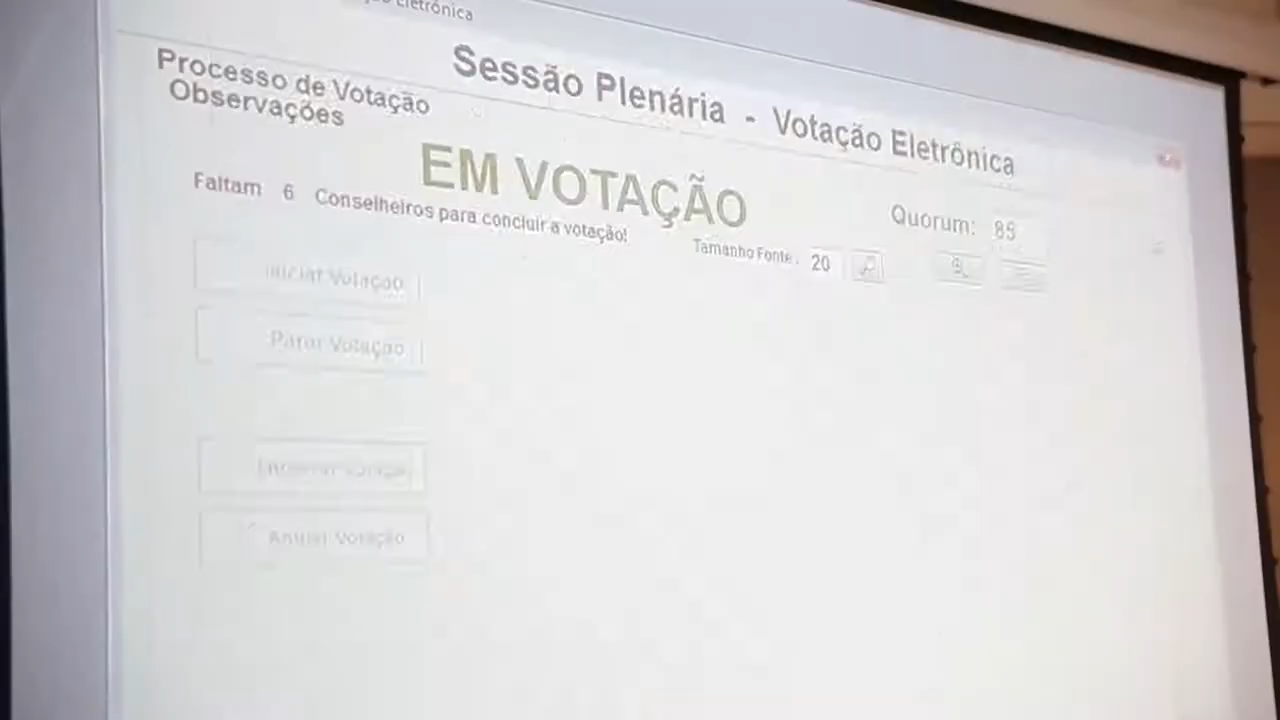 Eletrônica
Sessão Plenária - Votação Eletrônica
Processo de Votação
Observações
EM VOTAÇÃO
Quorum: 85
Faltam 6 Conselheiros para concluir a votação!
Tamanho Fonte : 20
Iniciar Votação
Parar Votação
Anular Votação